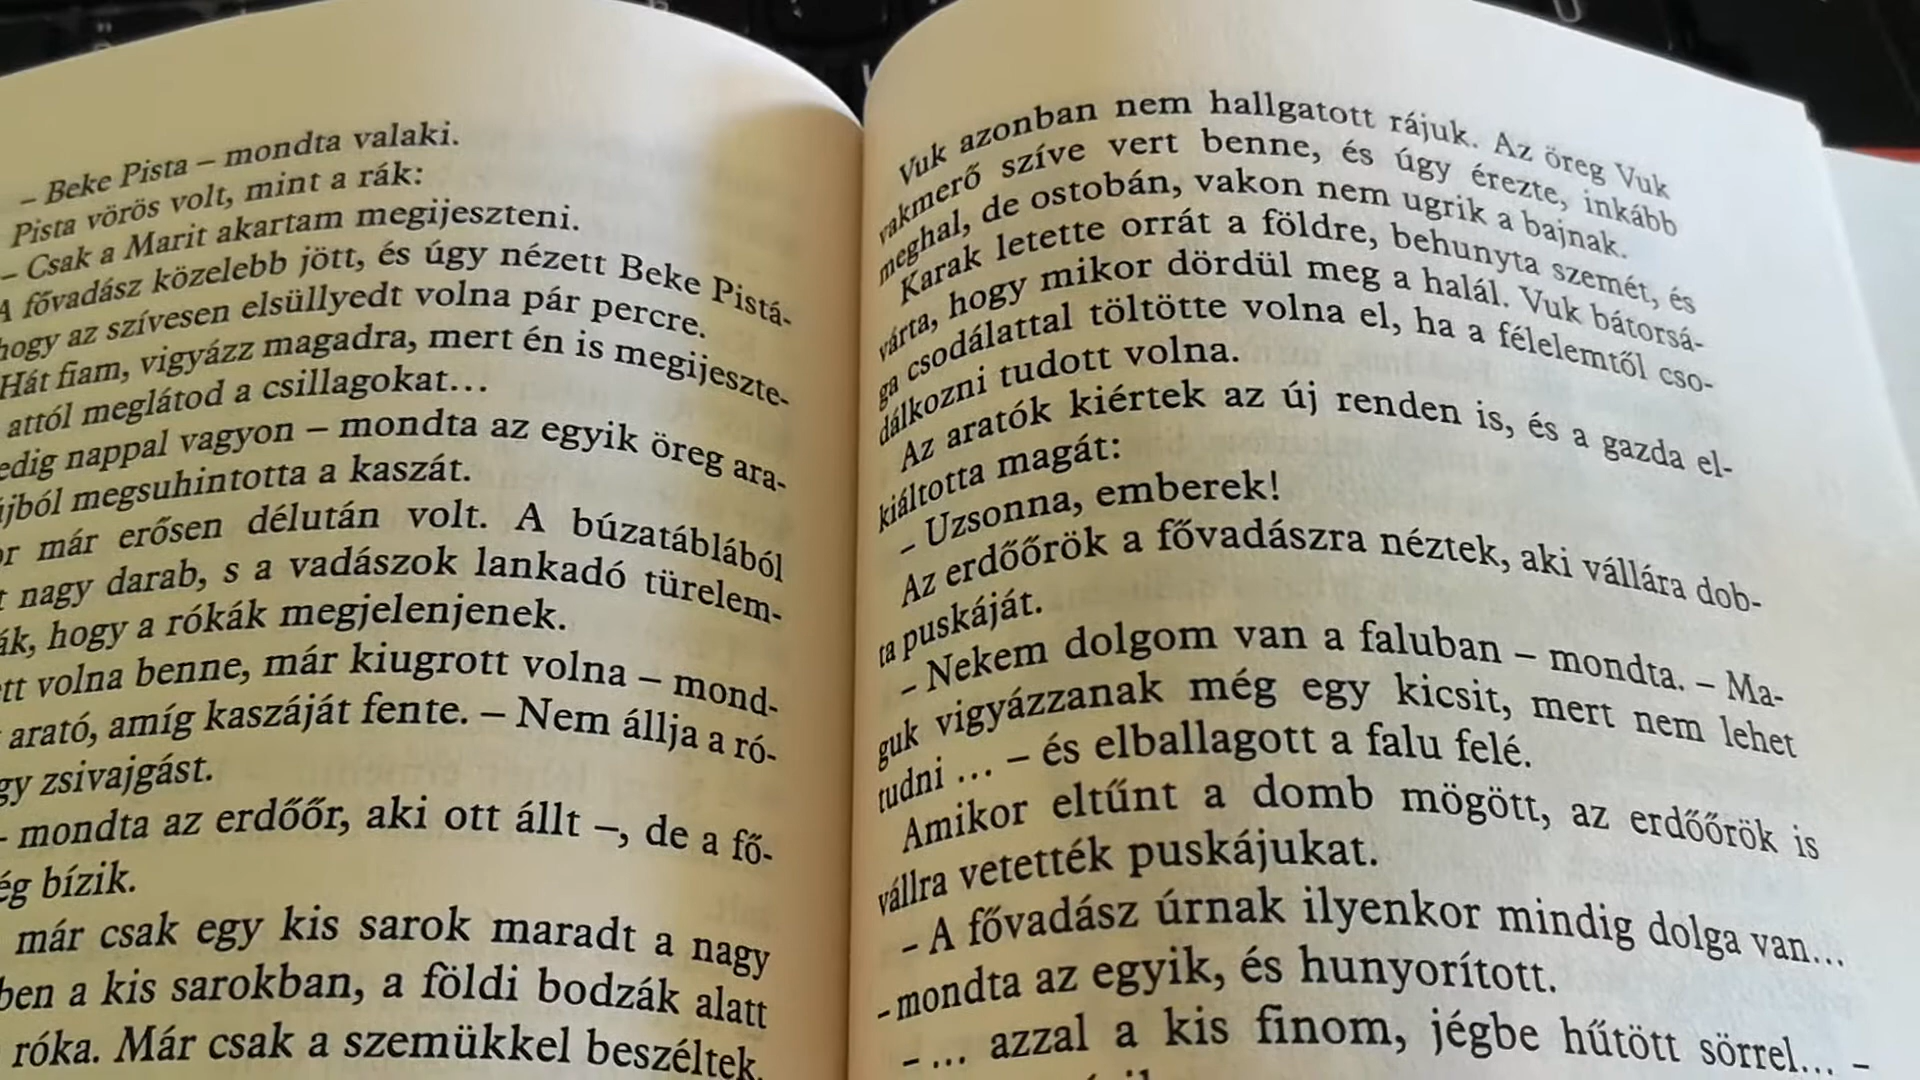 – Beke Pista – mondta valaki.
Pista vörös volt, mint a rák:
– Csak a Marit akartam megijeszteni.
A fővadász közelebb jött, és úgy nézett Beke Pistá-
hogy az szívesen elsüllyedt volna pár percre.
Hát fiam, vigyázz magadra, mert én is megijeszte-
attól meglátod a csillagokat...
nappal vagyon – mondta az egyik öreg ara-
megsuhintotta a kaszát.
már erősen délután volt. A búzatáblából
nagy darab, s a vadászok lankadó türelem-
hogy a rókák megjelenjenek.
volna benne, már kiugrott volna – mond-
arató, amíg kaszáját fente. – Nem állja a ró-
zsivajgást.
– mondta az erdőőr, aki ott állt –, de a fő-
bízik.
már csak egy kis sarok maradt a nagy
a kis sarokban, a földi bodzák alatt
róka. Már csak a szemükkel beszéltek.
Vuk azonban nem hallgatott rájuk. Az öreg Vuk
vakmerő szíve vert benne, és úgy érezte, inkább
meghal, de ostobán, vakon nem ugrik a bajnak.
Karak letette orrát a földre, behunyta szemét, és
várta, hogy mikor dördül meg a halál. Vuk bátorsá-
ga csodálattal töltötte volna el, ha a félelemtől cso-
dálkozni tudott volna.
Az aratók kiértek az új renden is, és a gazda el-
kiáltotta magát:
– Uzsonna, emberek!
Az erdőőrök a fővadászra néztek, aki vállára dob-
ta puskáját.
– Nekem dolgom van a faluban – mondta. – Ma-
guk vigyázzanak még egy kicsit, mert nem lehet
tudni ... – és elballagott a falu felé.
Amikor eltűnt a domb mögött, az erdőőrök is
vállra vetették puskájukat.
– A fővadász úrnak ilyenkor mindig dolga van...
– mondta az egyik, és hunyorított.
– ... azzal a kis finom, jégbe hűtött sörrel... –